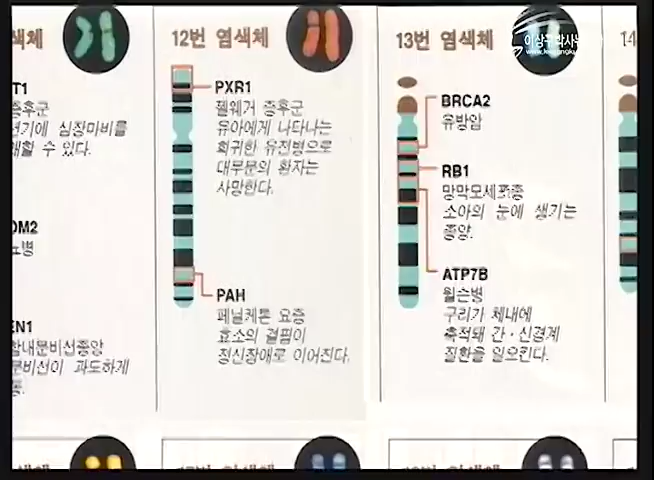 12번 염색체
PXR1
젤웨거 증후군
유아에게 나타나는
희귀한 유전병으로
대부분의 환자는
사망한다.
PAH
페닐케톤 요증
효소의 결핍이
정신장애로 이어진다.
13번 염색체
BRCA2
유방암
RB1
망막모세포종
소아의 눈에 생기는
종양.
ATP7B
윌슨병
구리가 체내에
축적돼 간·신경계
질환을 일으킨다.
색체
T1
증후군
년기에 심장마비를
할 수 있다.
DM2
뇨병
EN1
내분비선종양
분비선이 과도하게
14